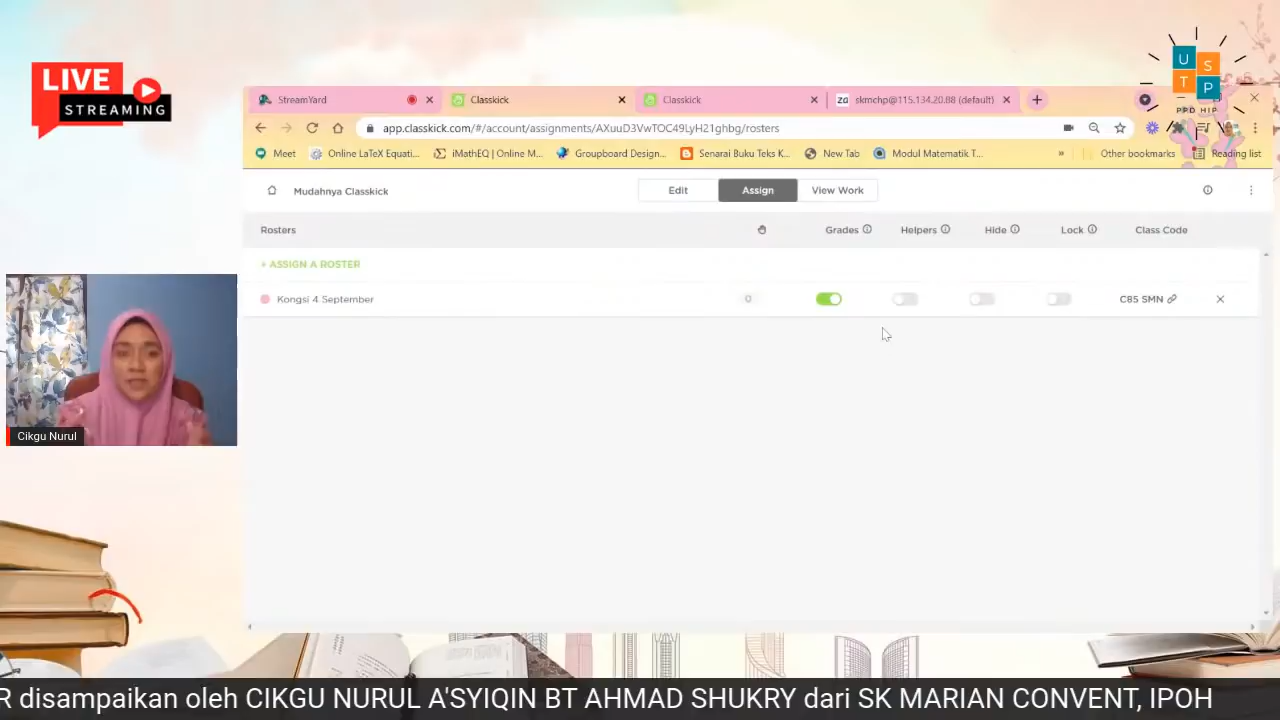 LIVE
STREAMING
U S
T P
PPD HIP
StreamYard
Classkick
Classkick
za skmchp@115.134.20.88 (default)
app.classkick.com/#/account/assignments/AXuuD3VwTOC49LyH21ghbg/rosters
Meet
Online LaTeX Equati...
iMathEQ | Online M...
Groupboard Design...
Senarai Buku Teks K...
New Tab
Modul Matematik T...
»
Other bookmarks
Reading list
Mudahnya Classkick
Edit
Assign
View Work
Rosters
Grades
Helpers
Hide
Lock
Class Code
+ ASSIGN A ROSTER
Kongsi 4 September
0
C85 SMN
Cikgu Nurul
R disampaikan oleh CIKGU NURUL A'SYIQIN BT AHMAD SHUKRY dari SK MARIAN CONVENT, IPOH